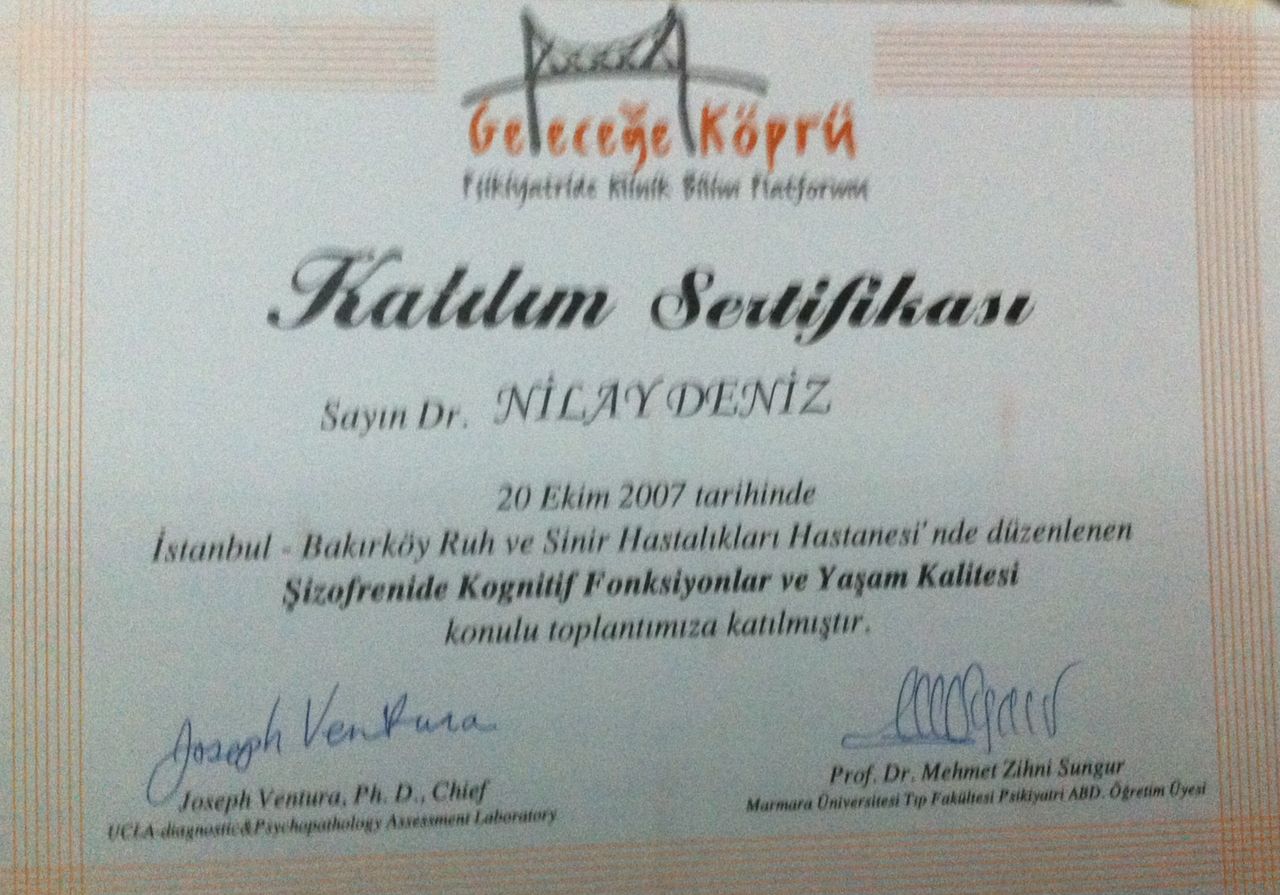 Geleceğe Köprü
Psikiyatride Klinik Bilim Platformu
Katılım Sertifikası
Sayın Dr. NİLAY DENİZ
20 Ekim 2007 tarihinde
İstanbul - Bakırköy Ruh ve Sinir Hastalıkları Hastanesi'nde düzenlenen
Şizofrenide Kognitif Fonksiyonlar ve Yaşam Kalitesi
konulu toplantımıza katılmıştır.
Joseph Ventura
Joseph Ventura, Ph. D., Chief
UCLA-diagnostic&Psychopathology Assessment Laboratory
Prof. Dr. Mehmet Zihni Sungur
Marmara Üniversitesi Tıp Fakültesi Psikiyatri ABD. Öğretim Üyesi